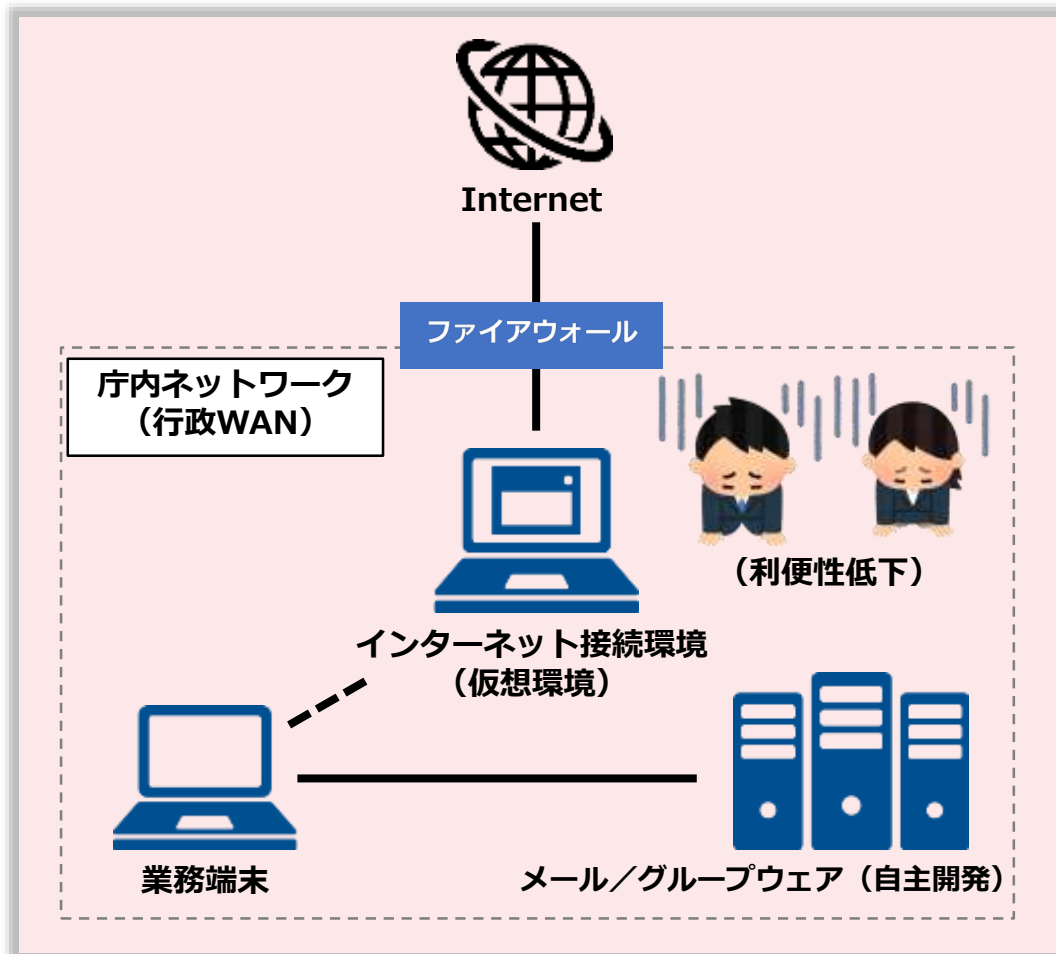 Internet
ファイアウォール
庁内ネットワーク
（行政WAN）
（利便性低下）
インターネット接続環境
（仮想環境）
業務端末
メール／グループウェア（自主開発）